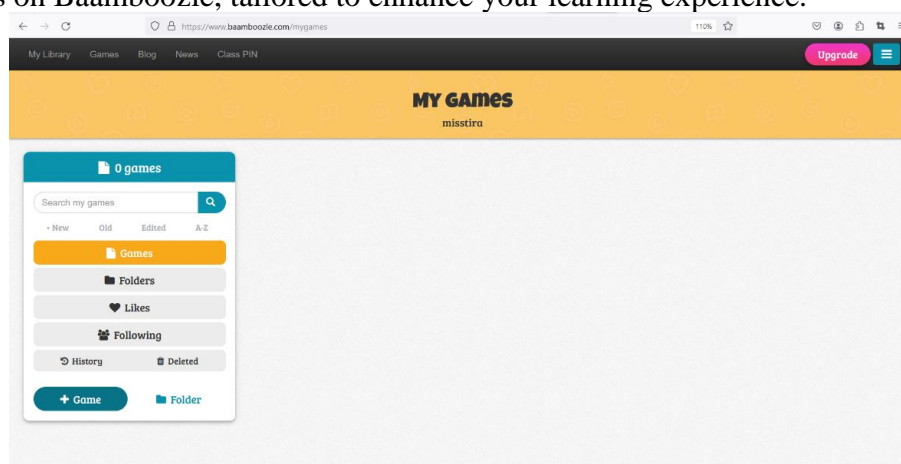 s on Baamboozle, tailored to enhance your learning experience.
https://www.baamboozle.com/mygames 110%
My Library Games Blog News Class PIN Upgrade
MY GAMES
misstira
0 games
Search my games
• New Old Edited A-Z
Games
Folders
Likes
Following
History Deleted
+ Game Folder